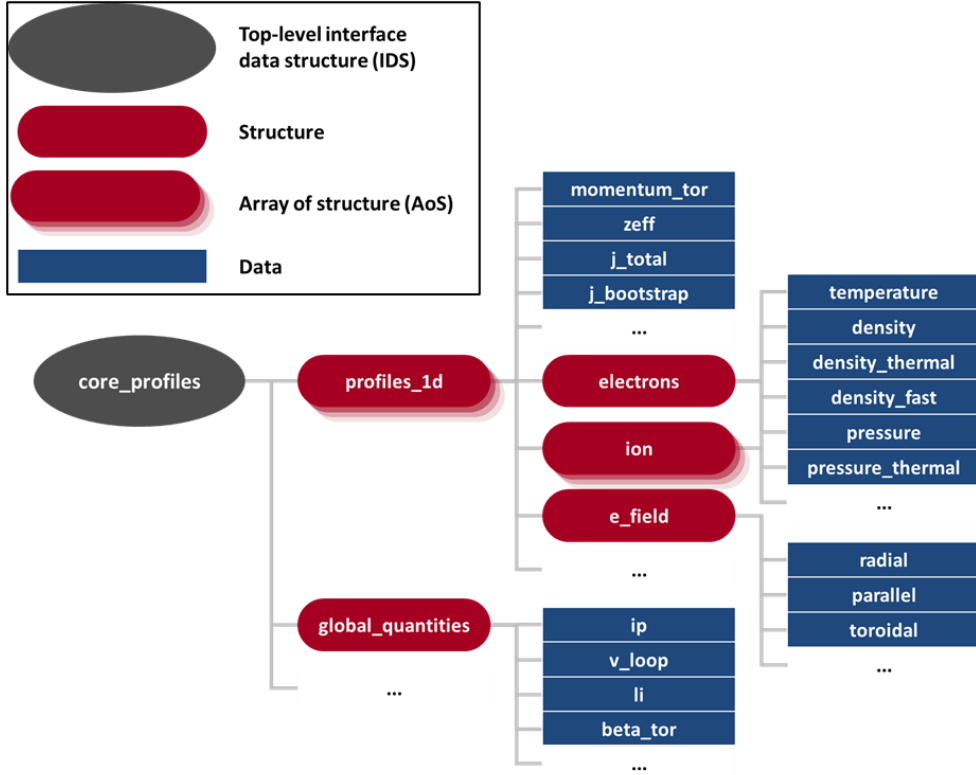 Top-level interface
data structure (IDS)
Structure
Array of structure (AoS)
Data
core_profiles
profiles_1d
momentum_tor
zeff
j_total
j_bootstrap
...
electrons
temperature
density
density_thermal
density_fast
pressure
pressure_thermal
...
ion
e_field
radial
parallel
toroidal
...
...
global_quantities
ip
v_loop
li
beta_tor
...
...